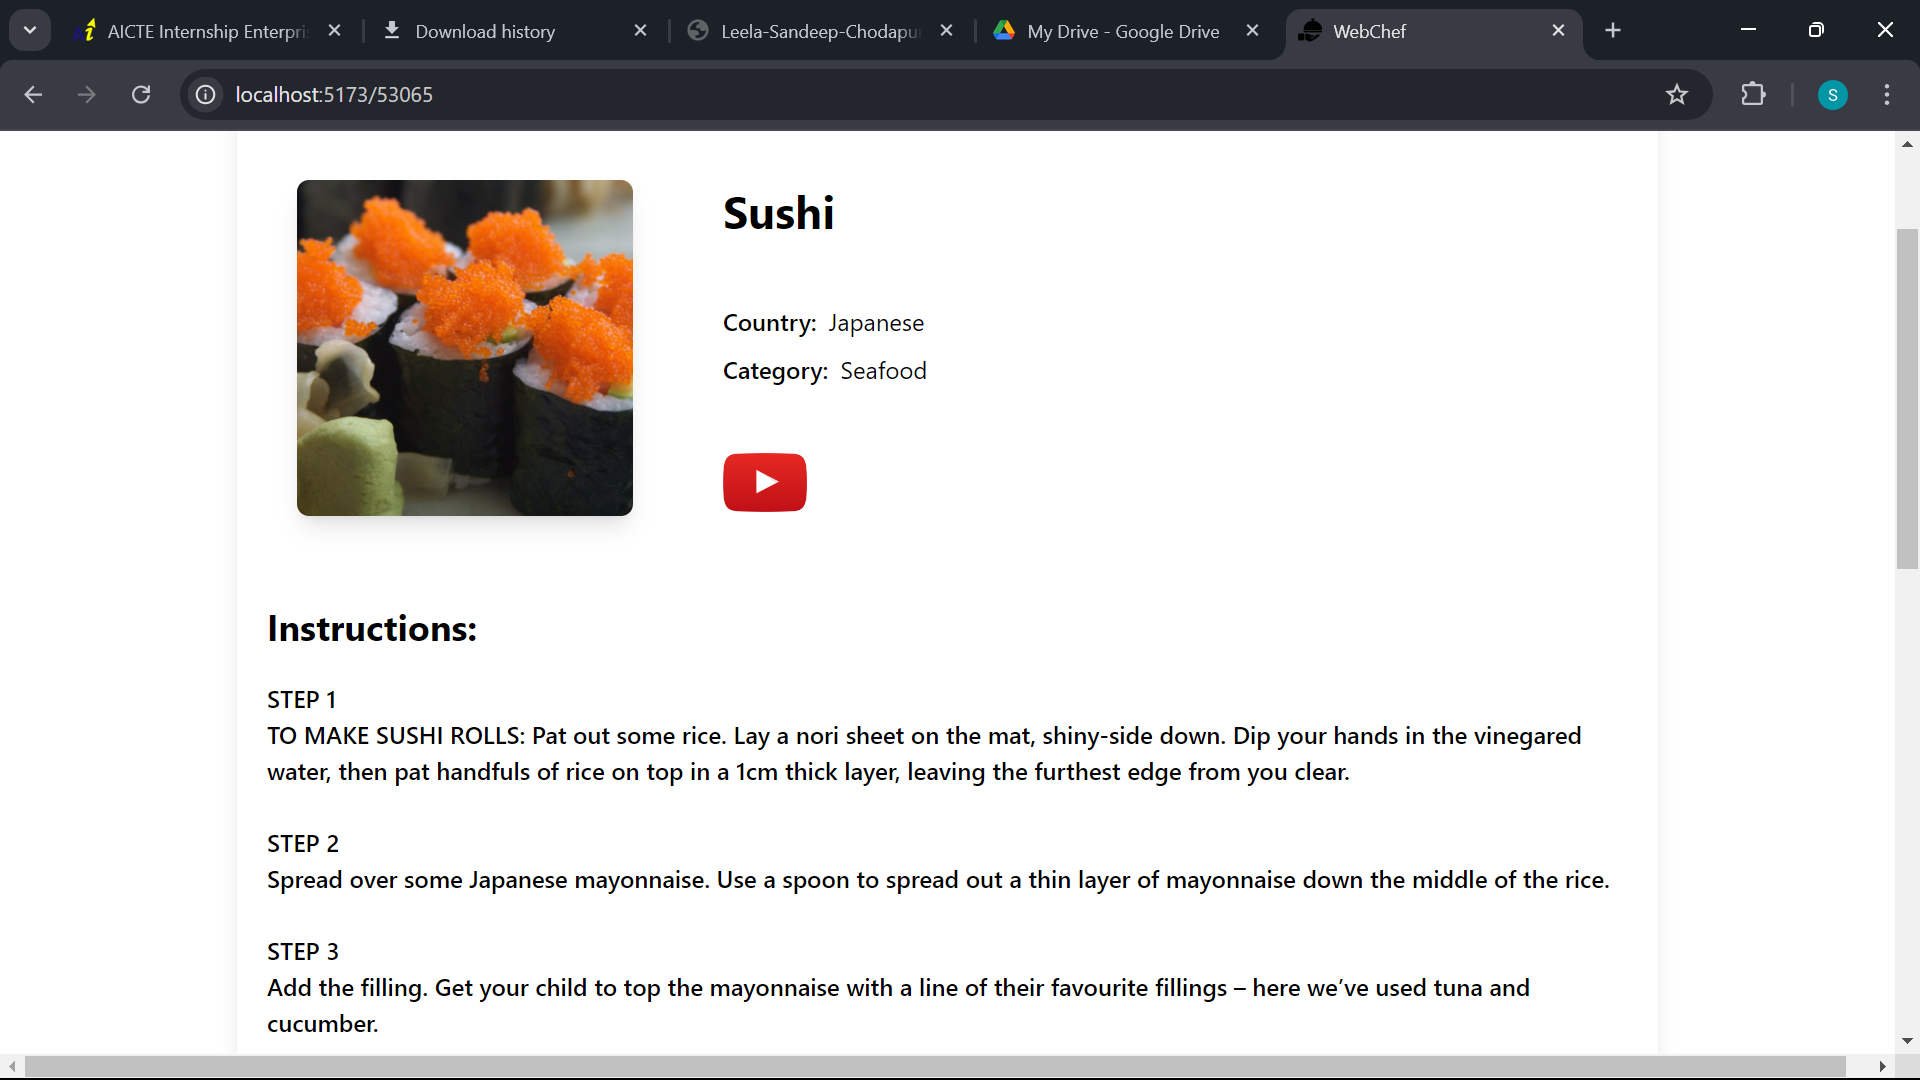 AICTE Internship Enterpri
Download history
Leela-Sandeep-Chodapu
My Drive - Google Drive
WebChef
localhost:5173/53065
S
Sushi
Country: Japanese
Category: Seafood
Instructions:
STEP 1
TO MAKE SUSHI ROLLS: Pat out some rice. Lay a nori sheet on the mat, shiny-side down. Dip your hands in the vinegared
water, then pat handfuls of rice on top in a 1cm thick layer, leaving the furthest edge from you clear.
STEP 2
Spread over some Japanese mayonnaise. Use a spoon to spread out a thin layer of mayonnaise down the middle of the rice.
STEP 3
Add the filling. Get your child to top the mayonnaise with a line of their favourite fillings – here we’ve used tuna and
cucumber.